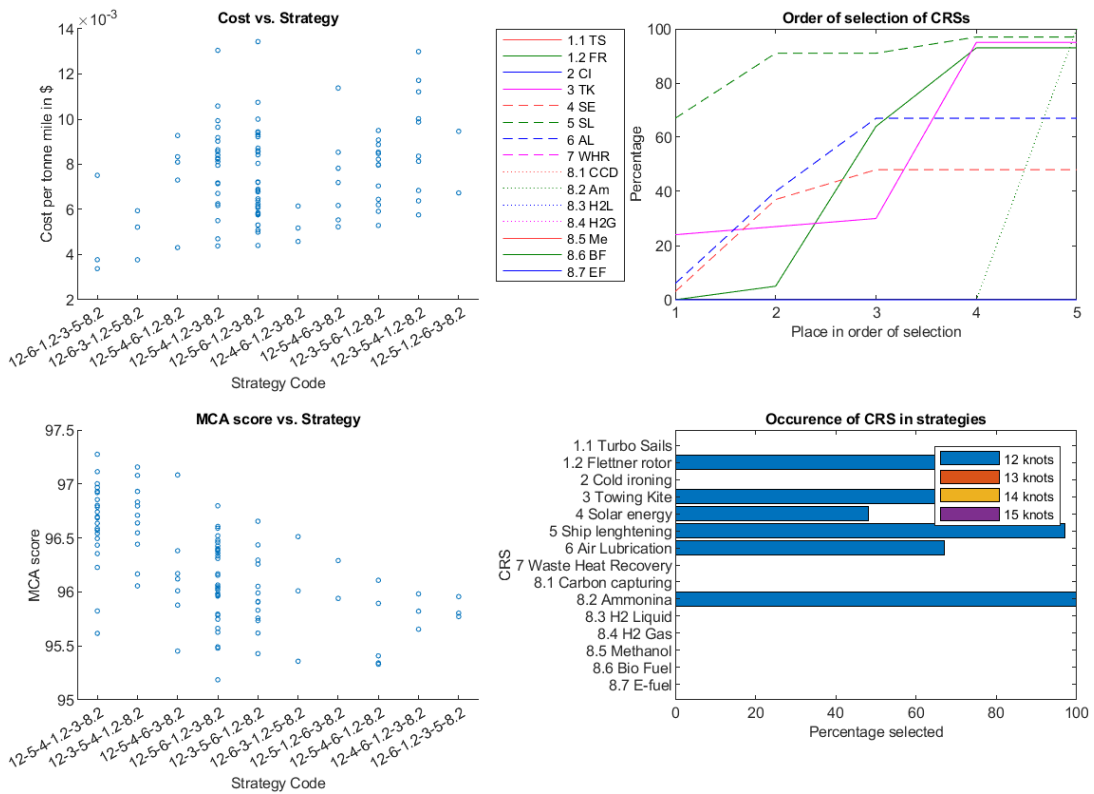 Cost vs. Strategy
×10^-3
14
12
10
8
6
4
2
Cost per tonne mile in $
12-6-1.2-3-5-8.2
12-6-3-1.2-5-8.2
12-5-4-6-1.2-8.2
12-5-4-1.2-3-8.2
12-5-6-1.2-3-8.2
12-4-6-1.2-3-8.2
12-5-4-6-3-8.2
12-3-5-6-1.2-8.2
12-3-5-4-1.2-8.2
12-5-1.2-6-3-8.2
Strategy Code
1.1 TS
1.2 FR
2 CI
3 TK
4 SE
5 SL
6 AL
7 WHR
8.1 CCD
8.2 Am
8.3 H2L
8.4 H2G
8.5 Me
8.6 BF
8.7 EF
Order of selection of CRSs
100
80
60
40
20
0
Percentage
1 2 3 4 5
Place in order of selection
MCA score vs. Strategy
97.5
97
96.5
96
95.5
95
MCA score
12-5-4-1.2-3-8.2
12-3-5-4-1.2-8.2
12-5-4-6-3-8.2
12-5-6-1.2-3-8.2
12-3-5-6-1.2-8.2
12-6-3-1.2-5-8.2
12-5-1.2-6-3-8.2
12-5-4-6-1.2-8.2
12-4-6-1.2-3-8.2
12-6-1.2-3-5-8.2
Strategy Code
Occurence of CRS in strategies
1.1 Turbo Sails
1.2 Flettner rotor
2 Cold ironing
3 Towing Kite
4 Solar energy
5 Ship lenghtening
6 Air Lubrication
7 Waste Heat Recovery
8.1 Carbon capturing
8.2 Ammonina
8.3 H2 Liquid
8.4 H2 Gas
8.5 Methanol
8.6 Bio Fuel
8.7 E-fuel
CRS
12 knots
13 knots
14 knots
15 knots
0 20 40 60 80 100
Percentage selected